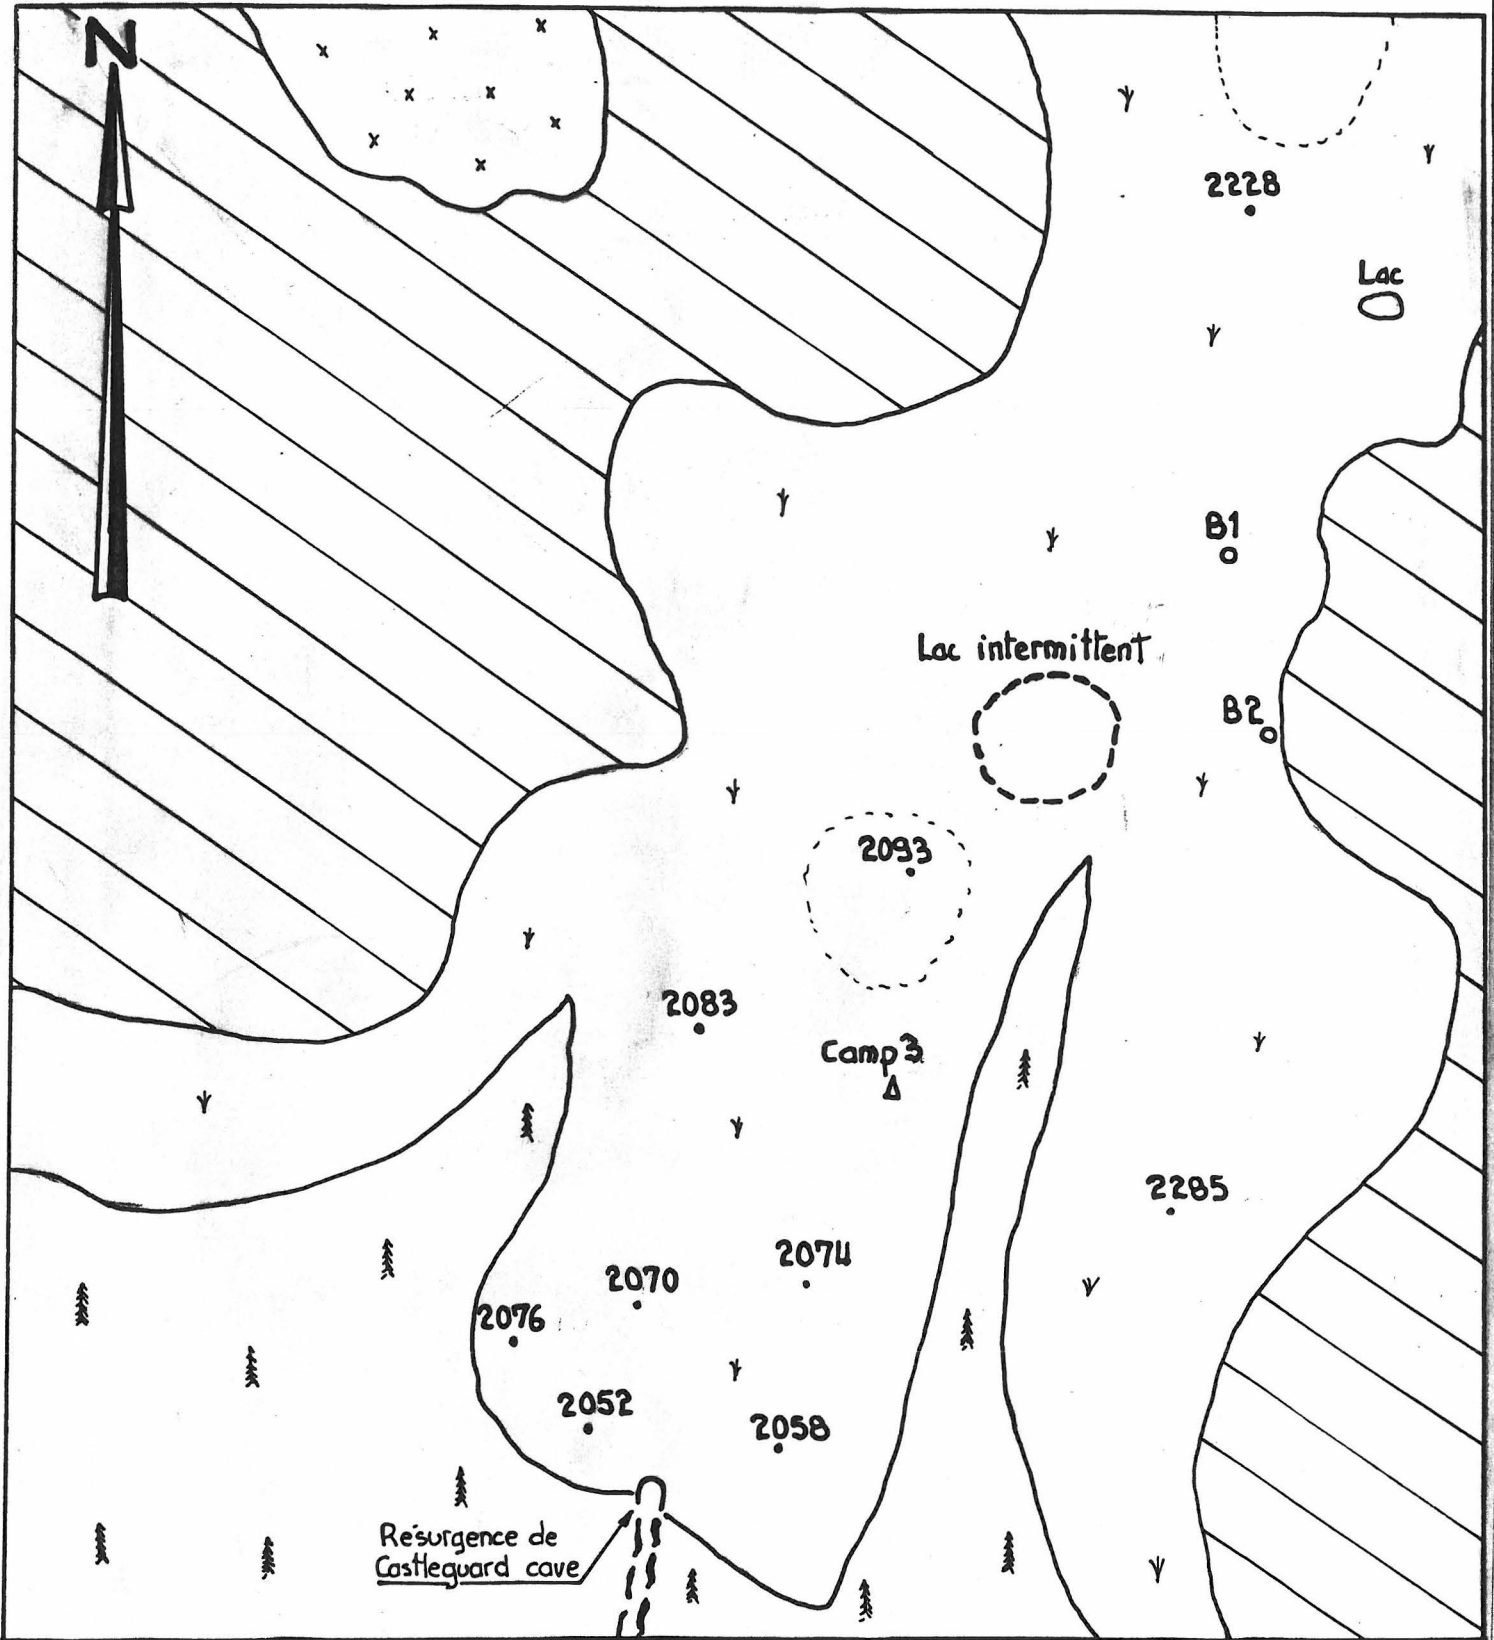 N
2228
Lac
B1
Lac intermittent
B2
2093
2083
Camp 3
2285
2074
2070
2076
2052
2058
Résurgence de
Castleguard cave